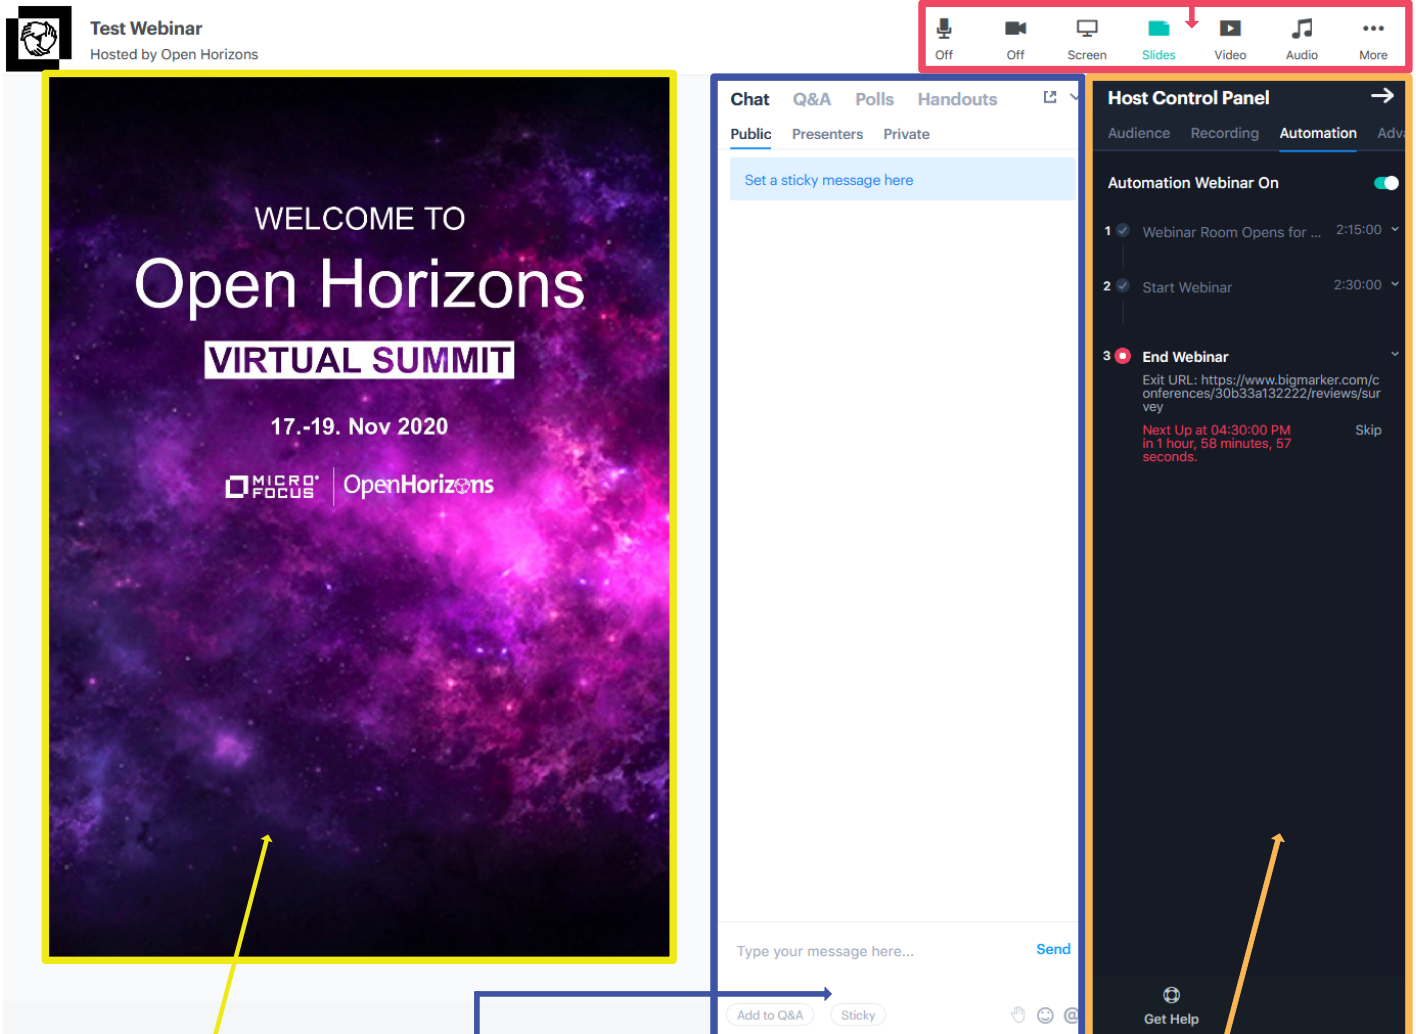 Test Webinar
Hosted by Open Horizons
Off Off Screen Slides Video Audio More
WELCOME TO
Open Horizons
VIRTUAL SUMMIT
17.-19. Nov 2020
MICRO FOCUS
OpenHorizons
Chat Q&A Polls Handouts
Public Presenters Private
Set a sticky message here
Type your message here...
Send
Add to Q&A Sticky
Host Control Panel
Audience Recording Automation Adva
Automation Webinar On
1 Webinar Room Opens for ... 2:15:00
2 Start Webinar 2:30:00
3 End Webinar
Exit URL: https://www.bigmarker.com/c
onferences/30b33a132222/reviews/sur
vey
Next Up at 04:30:00 PM Skip
in 1 hour, 58 minutes, 57
seconds.
Get Help